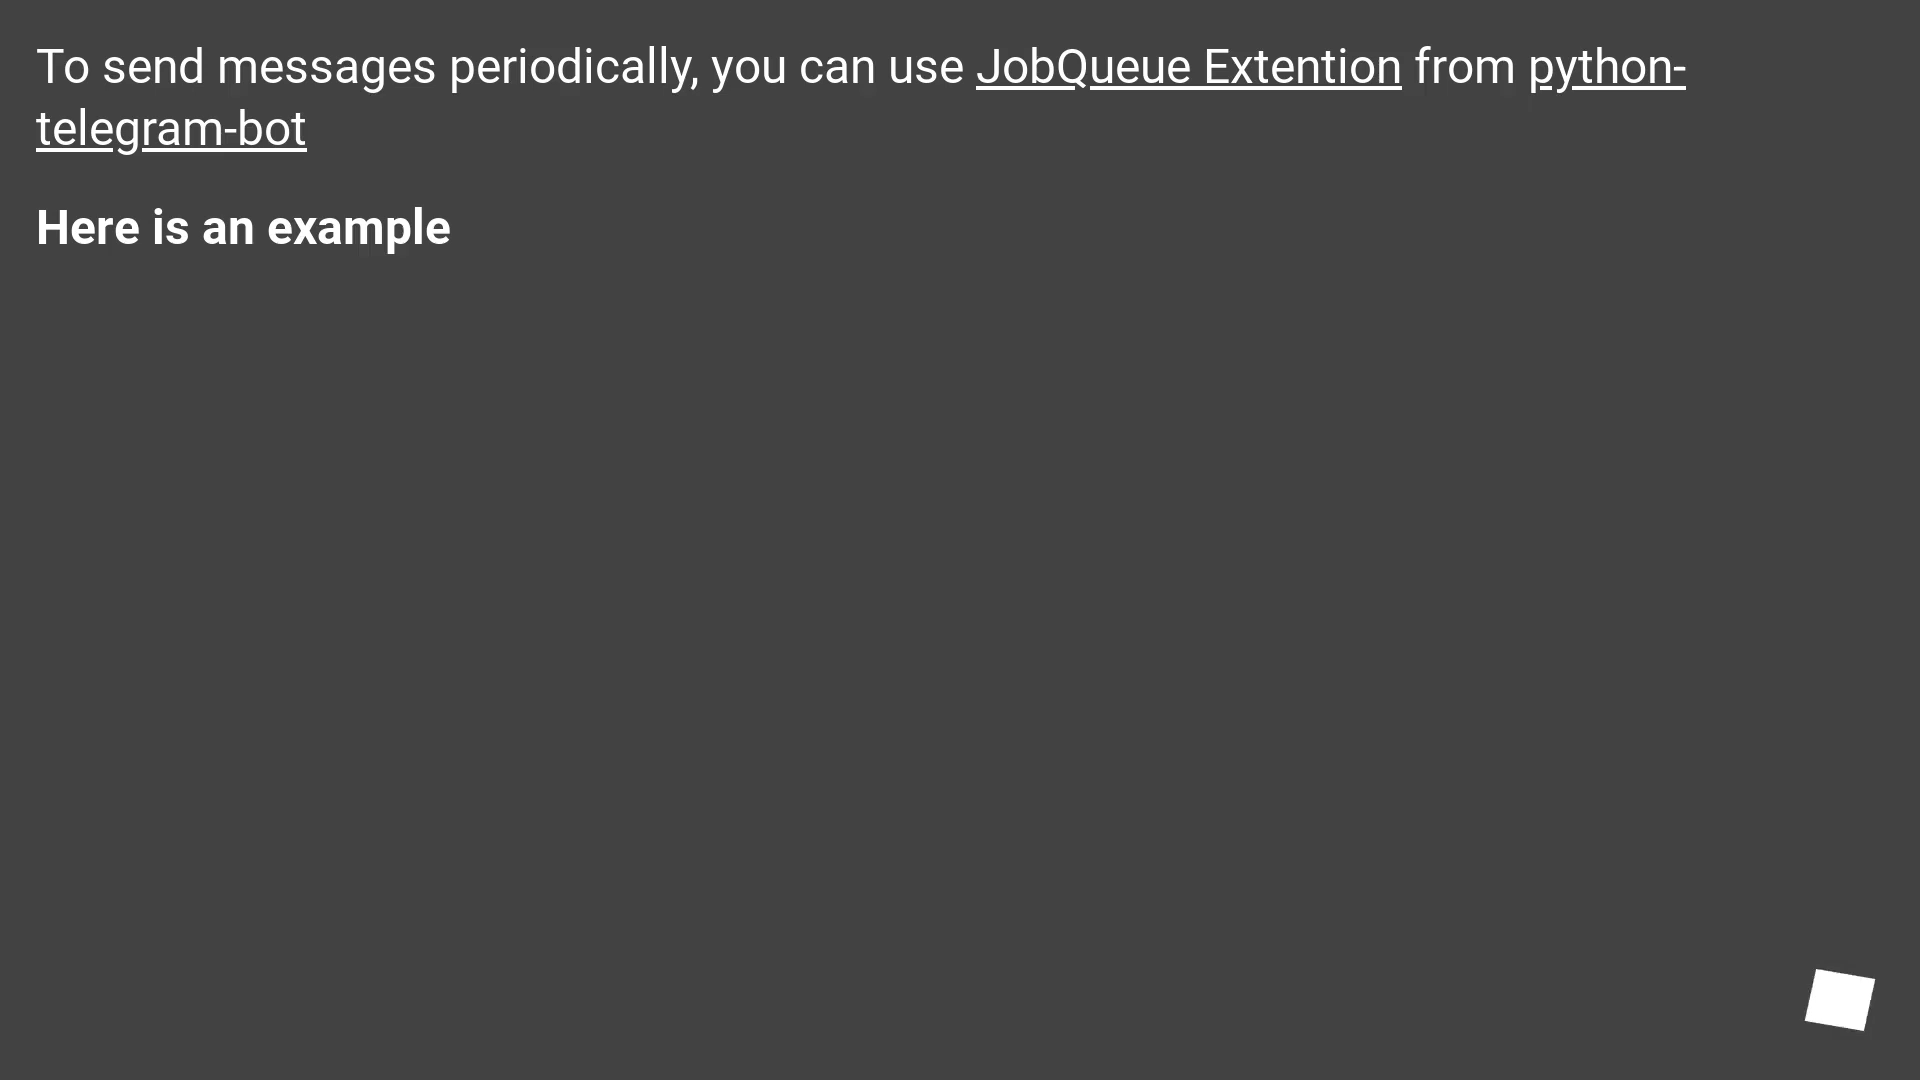 To send messages periodically, you can use JobQueue Extention from python-
telegram-bot
Here is an example